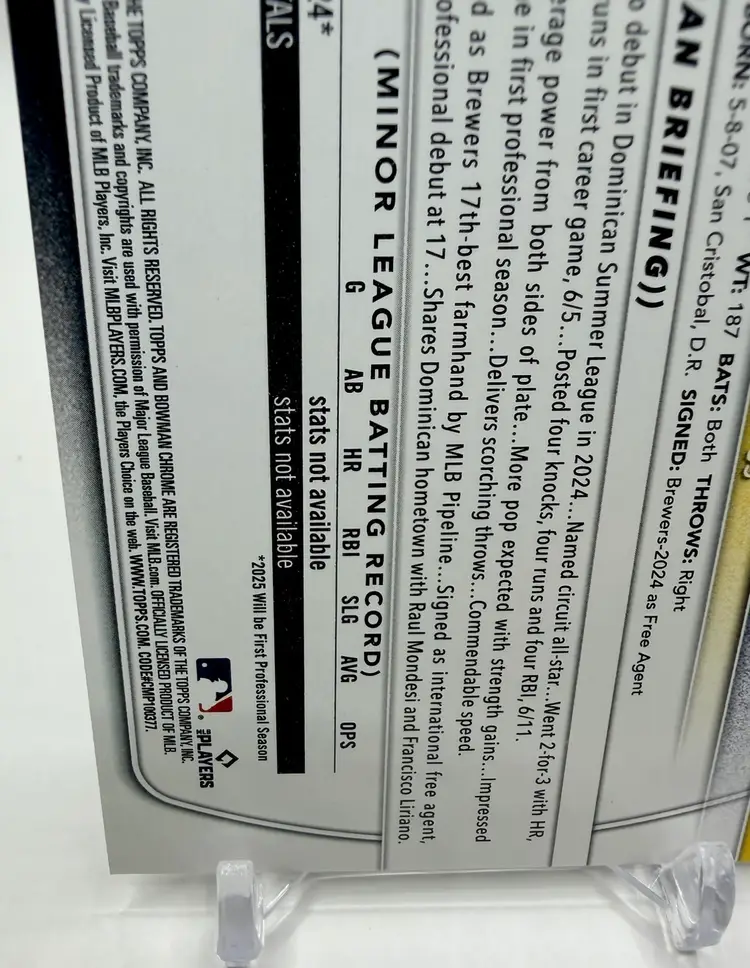 5-8-07, San Cristobal, D.R. SIGNED: Brewers-2024 as Free Agent
WT: 187 BATS: Both THROWS: Right
BRIEFING))
debut in Dominican Summer League in 2024....Named circuit all-star...Went 2-for-3 with HR,
in first career game, 6/5....Posted four knocks, four runs and four RBI, 6/11.
power from both sides of plate...More pop expected with strength gains...Impressed
in first professional season...Delivers scorching throws...Commendable speed.
as Brewers 17th-best farmhand by MLB Pipeline...Signed as international free agent,
debut at 17...Shares Dominican hometown with Raul Mondesi and Francisco Liriano.
(MINOR LEAGUE BATTING RECORD)
G AB HR RBI SLG AVG OPS
24* stats not available
stats not available
*2025 Will be First Professional Season
PLAYERS
THE TOPPS COMPANY, INC. ALL RIGHTS RESERVED. TOPPS AND BOWMAN CHROME ARE REGISTERED TRADEMARKS OF THE TOPPS COMPANY, INC.
Baseball trademarks and copyrights are used with permission of Major League Baseball. Visit MLB.com. OFFICIALLY LICENSED PRODUCT OF MLB.
Licensed Product of MLB Players, Inc. Visit MLBPLAYERS.COM, the Players Choice on the web. WWW.TOPPS.COM. CODE#CMP100377.